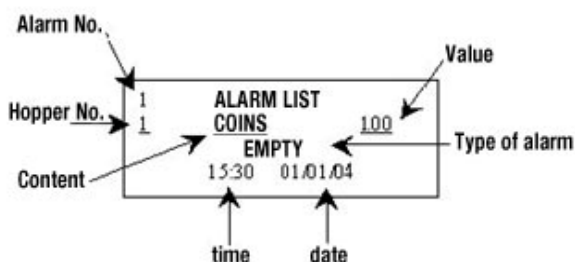 Alarm No.
Value
1 ALARM LIST
Hopper No. 1 COINS 100
EMPTY Type of alarm
Content
15:30 01/01/04
time date